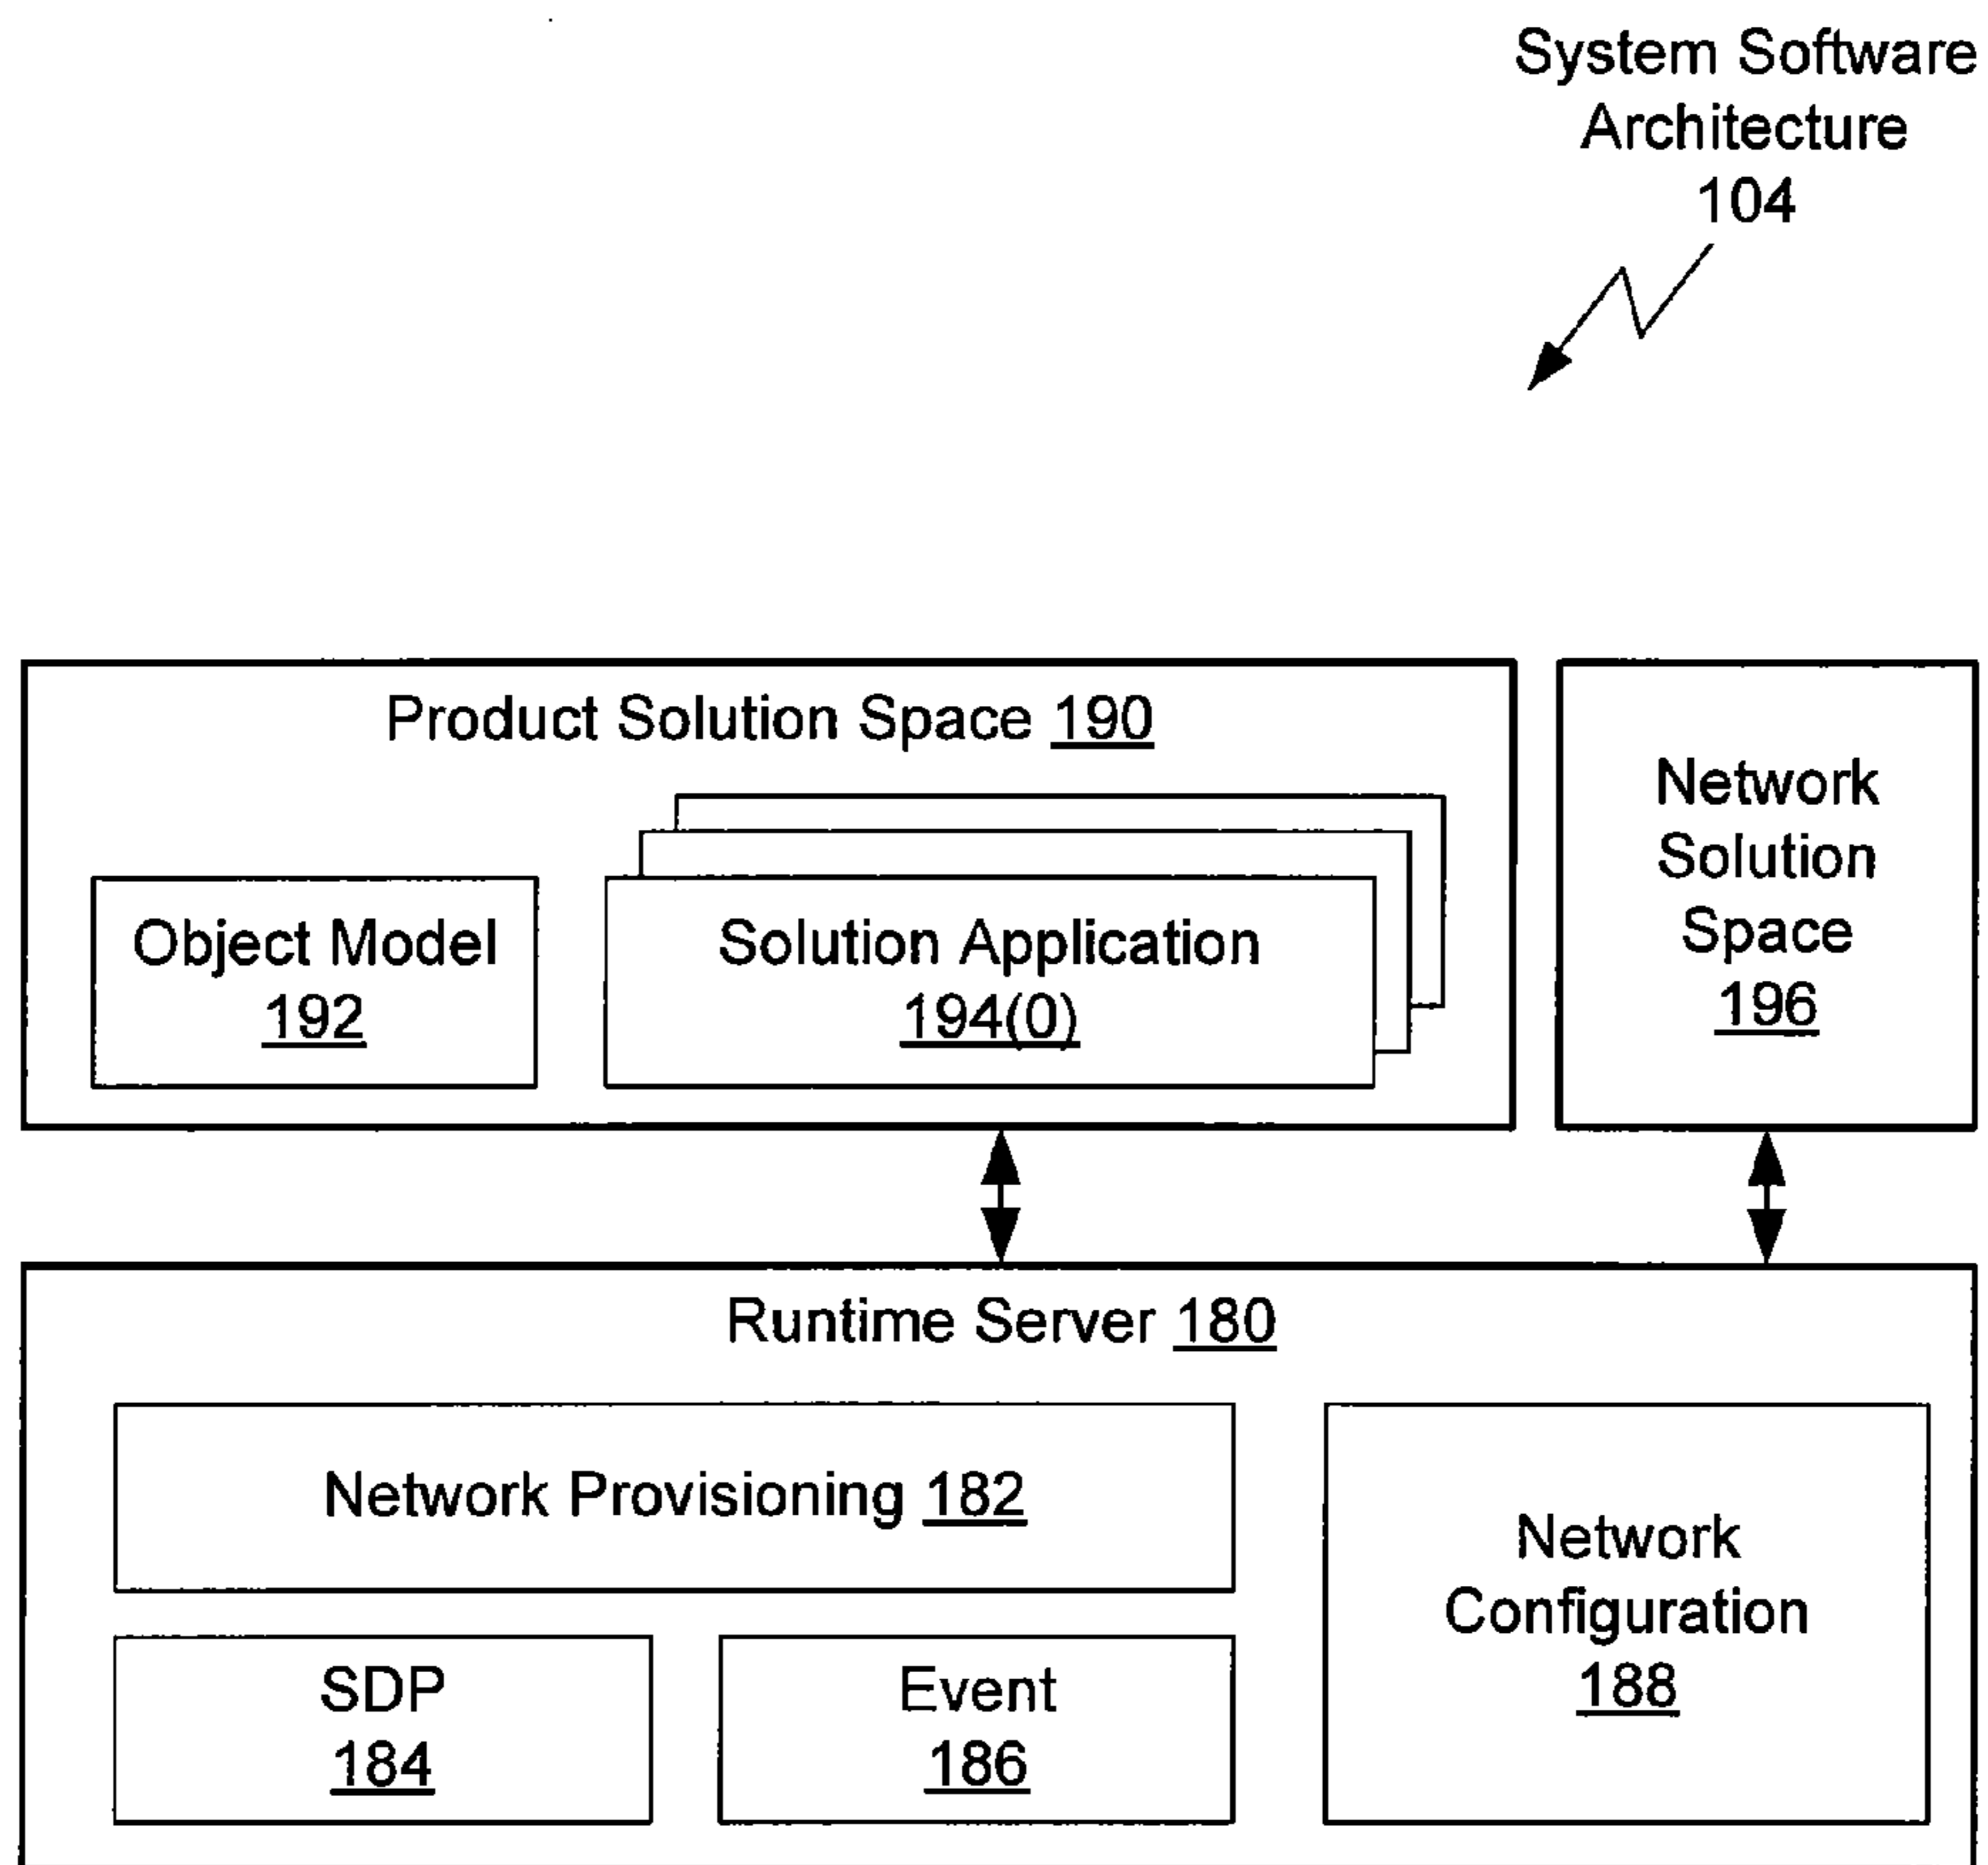 System Software
Architecture
104
Product Solution Space 190
Network
Solution
Space
196
Object Model
192
Solution Application
194(0)
Runtime Server 180
Network Provisioning 182
Network
Configuration
188
SDP
184
Event
186